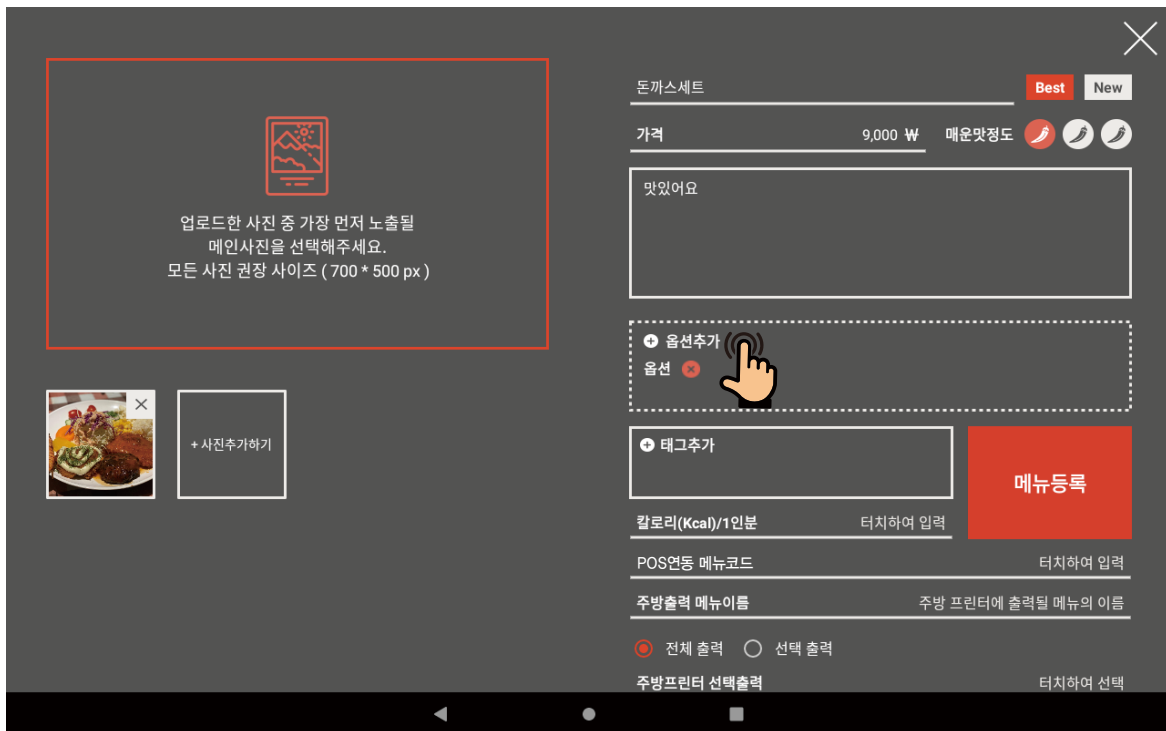 업로드한 사진 중 가장 먼저 노출될
메인사진을 선택해주세요.
모든 사진 권장 사이즈 ( 700 * 500 px )
+ 사진추가하기
돈까스세트 Best New
가격 9,000 ₩ 매운맛정도
맛있어요
옵션추가
옵션
태그추가
메뉴등록
칼로리(Kcal)/1인분 터치하여 입력
POS연동 메뉴코드 터치하여 입력
주방출력 메뉴이름 주방 프린터에 출력될 메뉴의 이름
전체 출력 선택 출력
주방프린터 선택출력 터치하여 선택